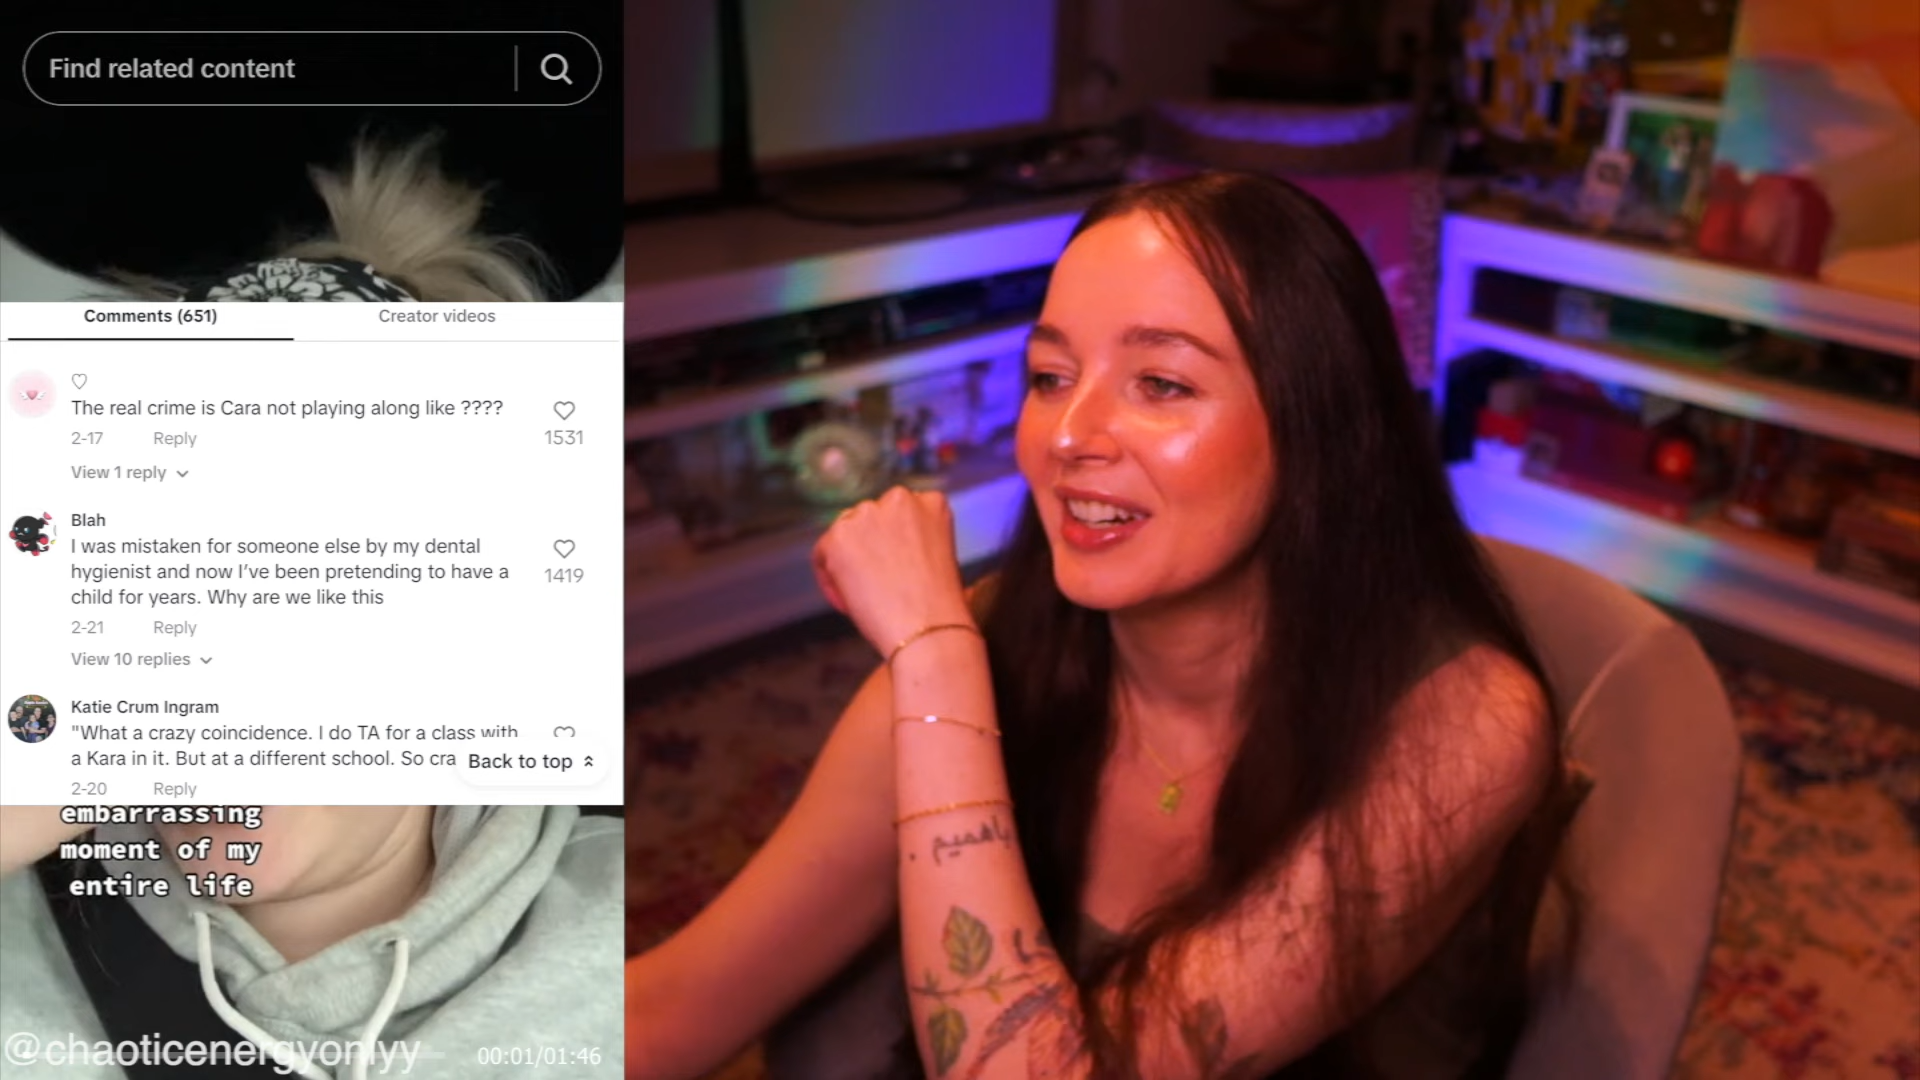 Find related content
Comments (651)
Creator videos
The real crime is Cara not playing along like ????
1531
2-17
Reply
View 1 reply
Blah
I was mistaken for someone else by my dental
hygienist and now I've been pretending to have a
child for years. Why are we like this
1419
2-21
Reply
View 10 replies
Katie Crum Ingram
"What a crazy coincidence. I do TA for a class with
a Kara in it. But at a different school. So cra
Back to top
2-20
Reply
embarrassing
moment of my
entire life
@chaoticenergyonlyy
00:01/01:46